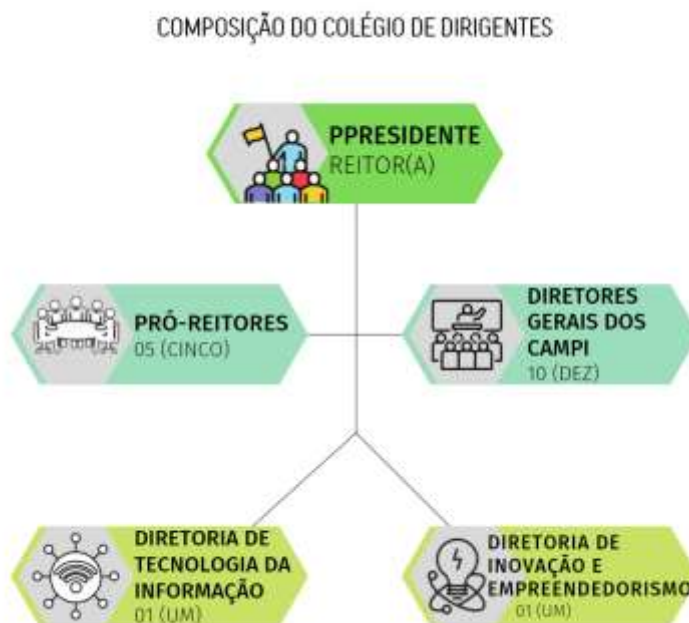 COMPOSIÇÃO DO COLÉGIO DE DIRIGENTES
PPRESIDENTE
REITOR(A)
PRÓ-REITORES
05 (CINCO)
DIRETORES
GERAIS DOS
CAMPI
10 (DEZ)
DIRETORIA DE
TECNOLOGIA DA
INFORMAÇÃO
01 (UM)
DIRETORIA DE
INOVAÇÃO E
EMPREENDEDORISMO
01 (UM)